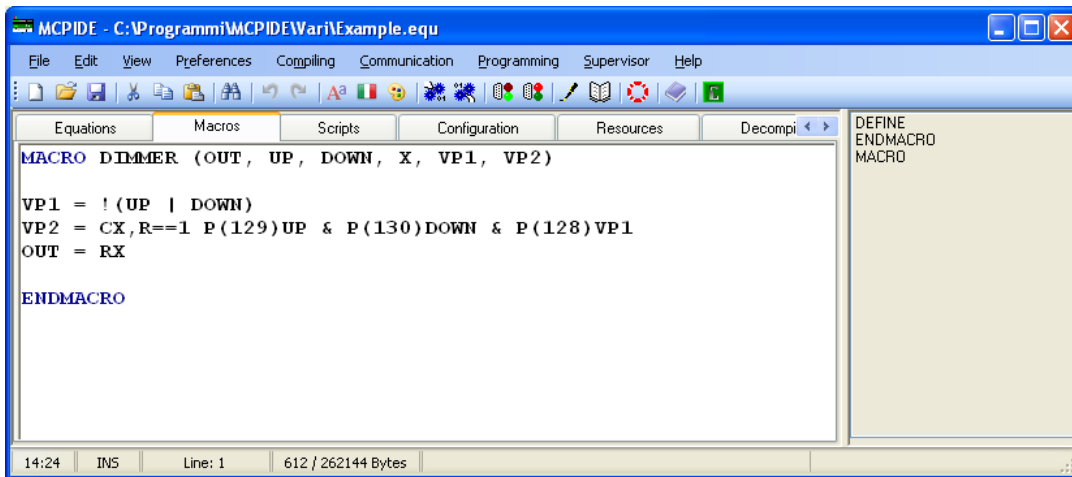 MCPIDE - C:\Programmi\MCPIDE\Vari\Example.equ
File Edit View Preferences Compiling Communication Programming Supervisor Help
Equations Macros Scripts Configuration Resources Decompi
MACRO DIMMER (OUT, UP, DOWN, X, VP1, VP2)
VP1 = !(UP | DOWN)
VP2 = CX,R==1 P(129)UP & P(130)DOWN & P(128)VP1
OUT = RX
ENDMACRO
DEFINE
ENDMACRO
MACRO
14:24 INS Line: 1 612 / 262144 Bytes